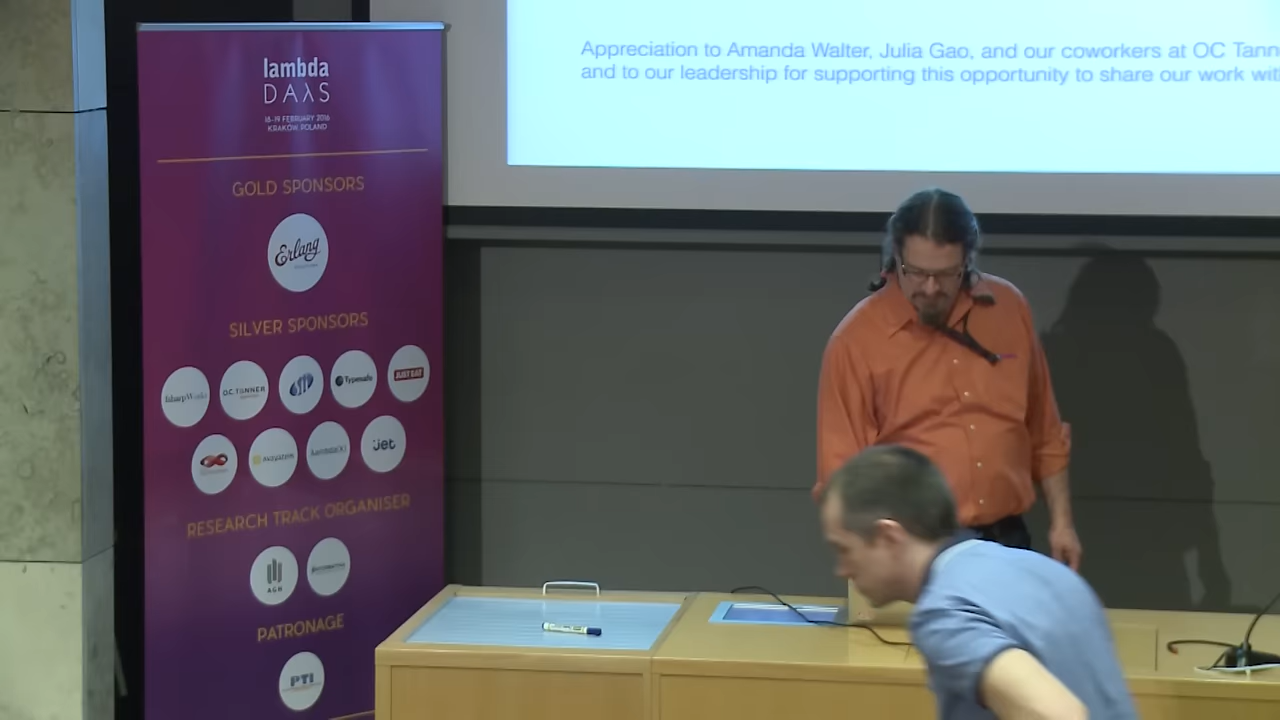 Appreciation to Amanda Walter, Julia Gao, and our coworkers at OC Tann
and to our leadership for supporting this opportunity to share our work wit
lambda
DAλS
18-19 FEBRUARY 2016
KRAKÓW, POLAND
GOLD SPONSORS
Erlang
SILVER SPONSORS
O.C. TANNER
Typesafe
JUST EAT
Jet
RESEARCH TRACK ORGANISER
AGH
PATRONAGE
PTI